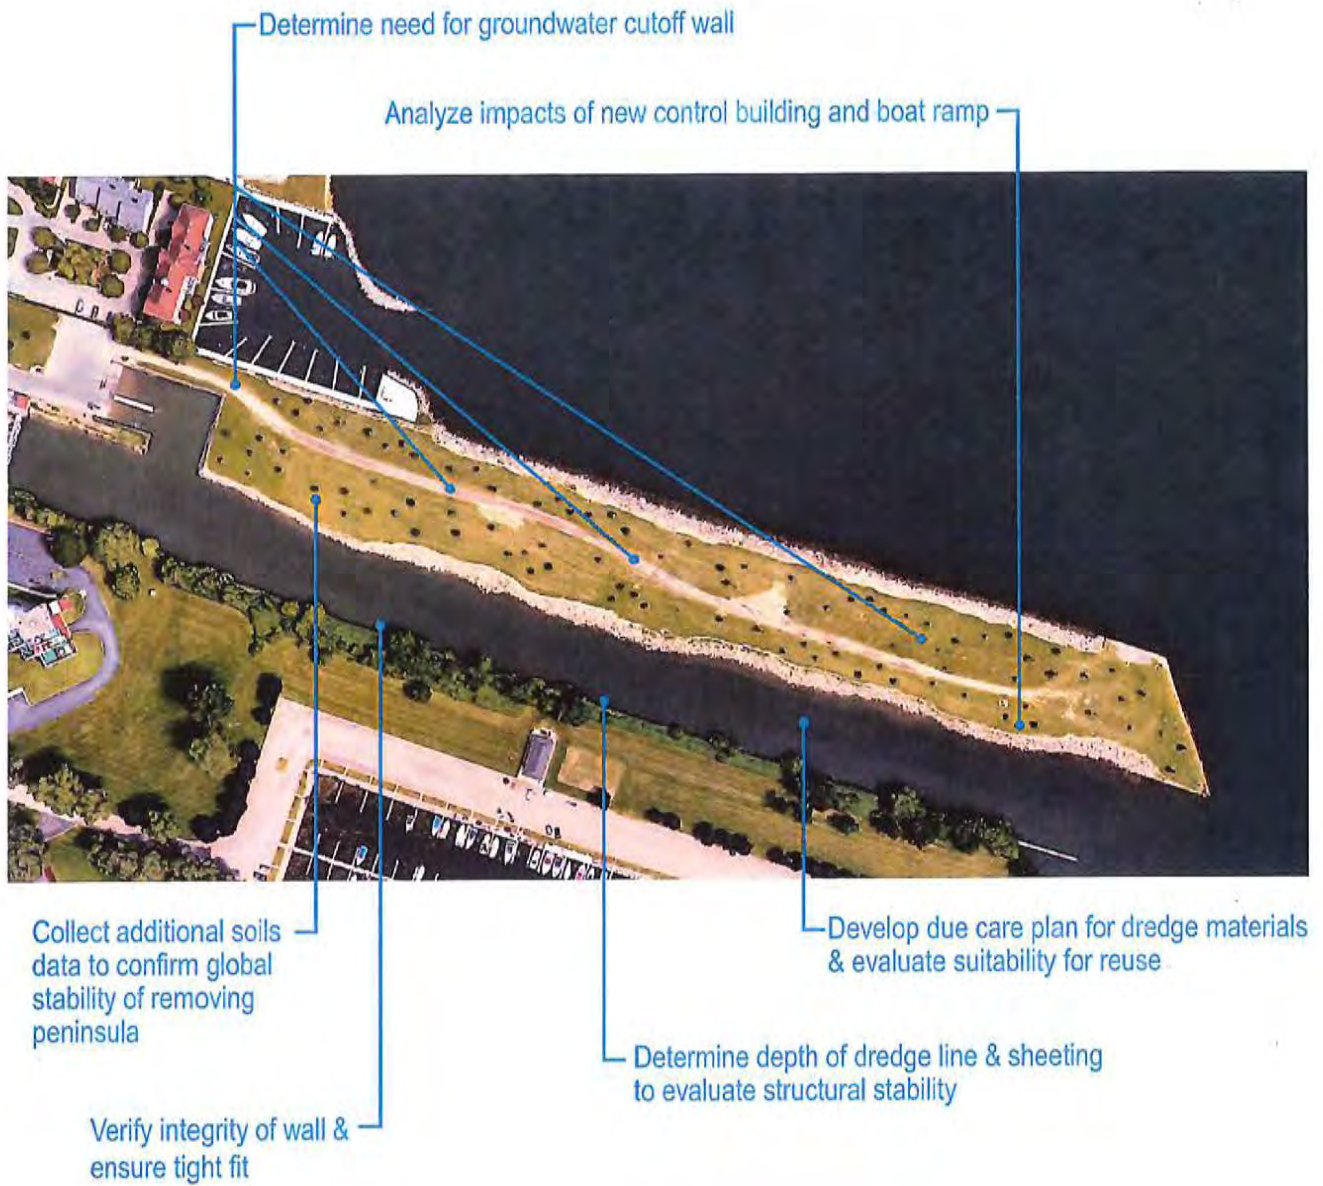 Determine need for groundwater cutoff wall
Analyze impacts of new control building and boat ramp
Collect additional soils
data to confirm global
stability of removing
peninsula
Develop due care plan for dredge materials
& evaluate suitability for reuse
Determine depth of dredge line & sheeting
to evaluate structural stability
Verify integrity of wall &
ensure tight fit